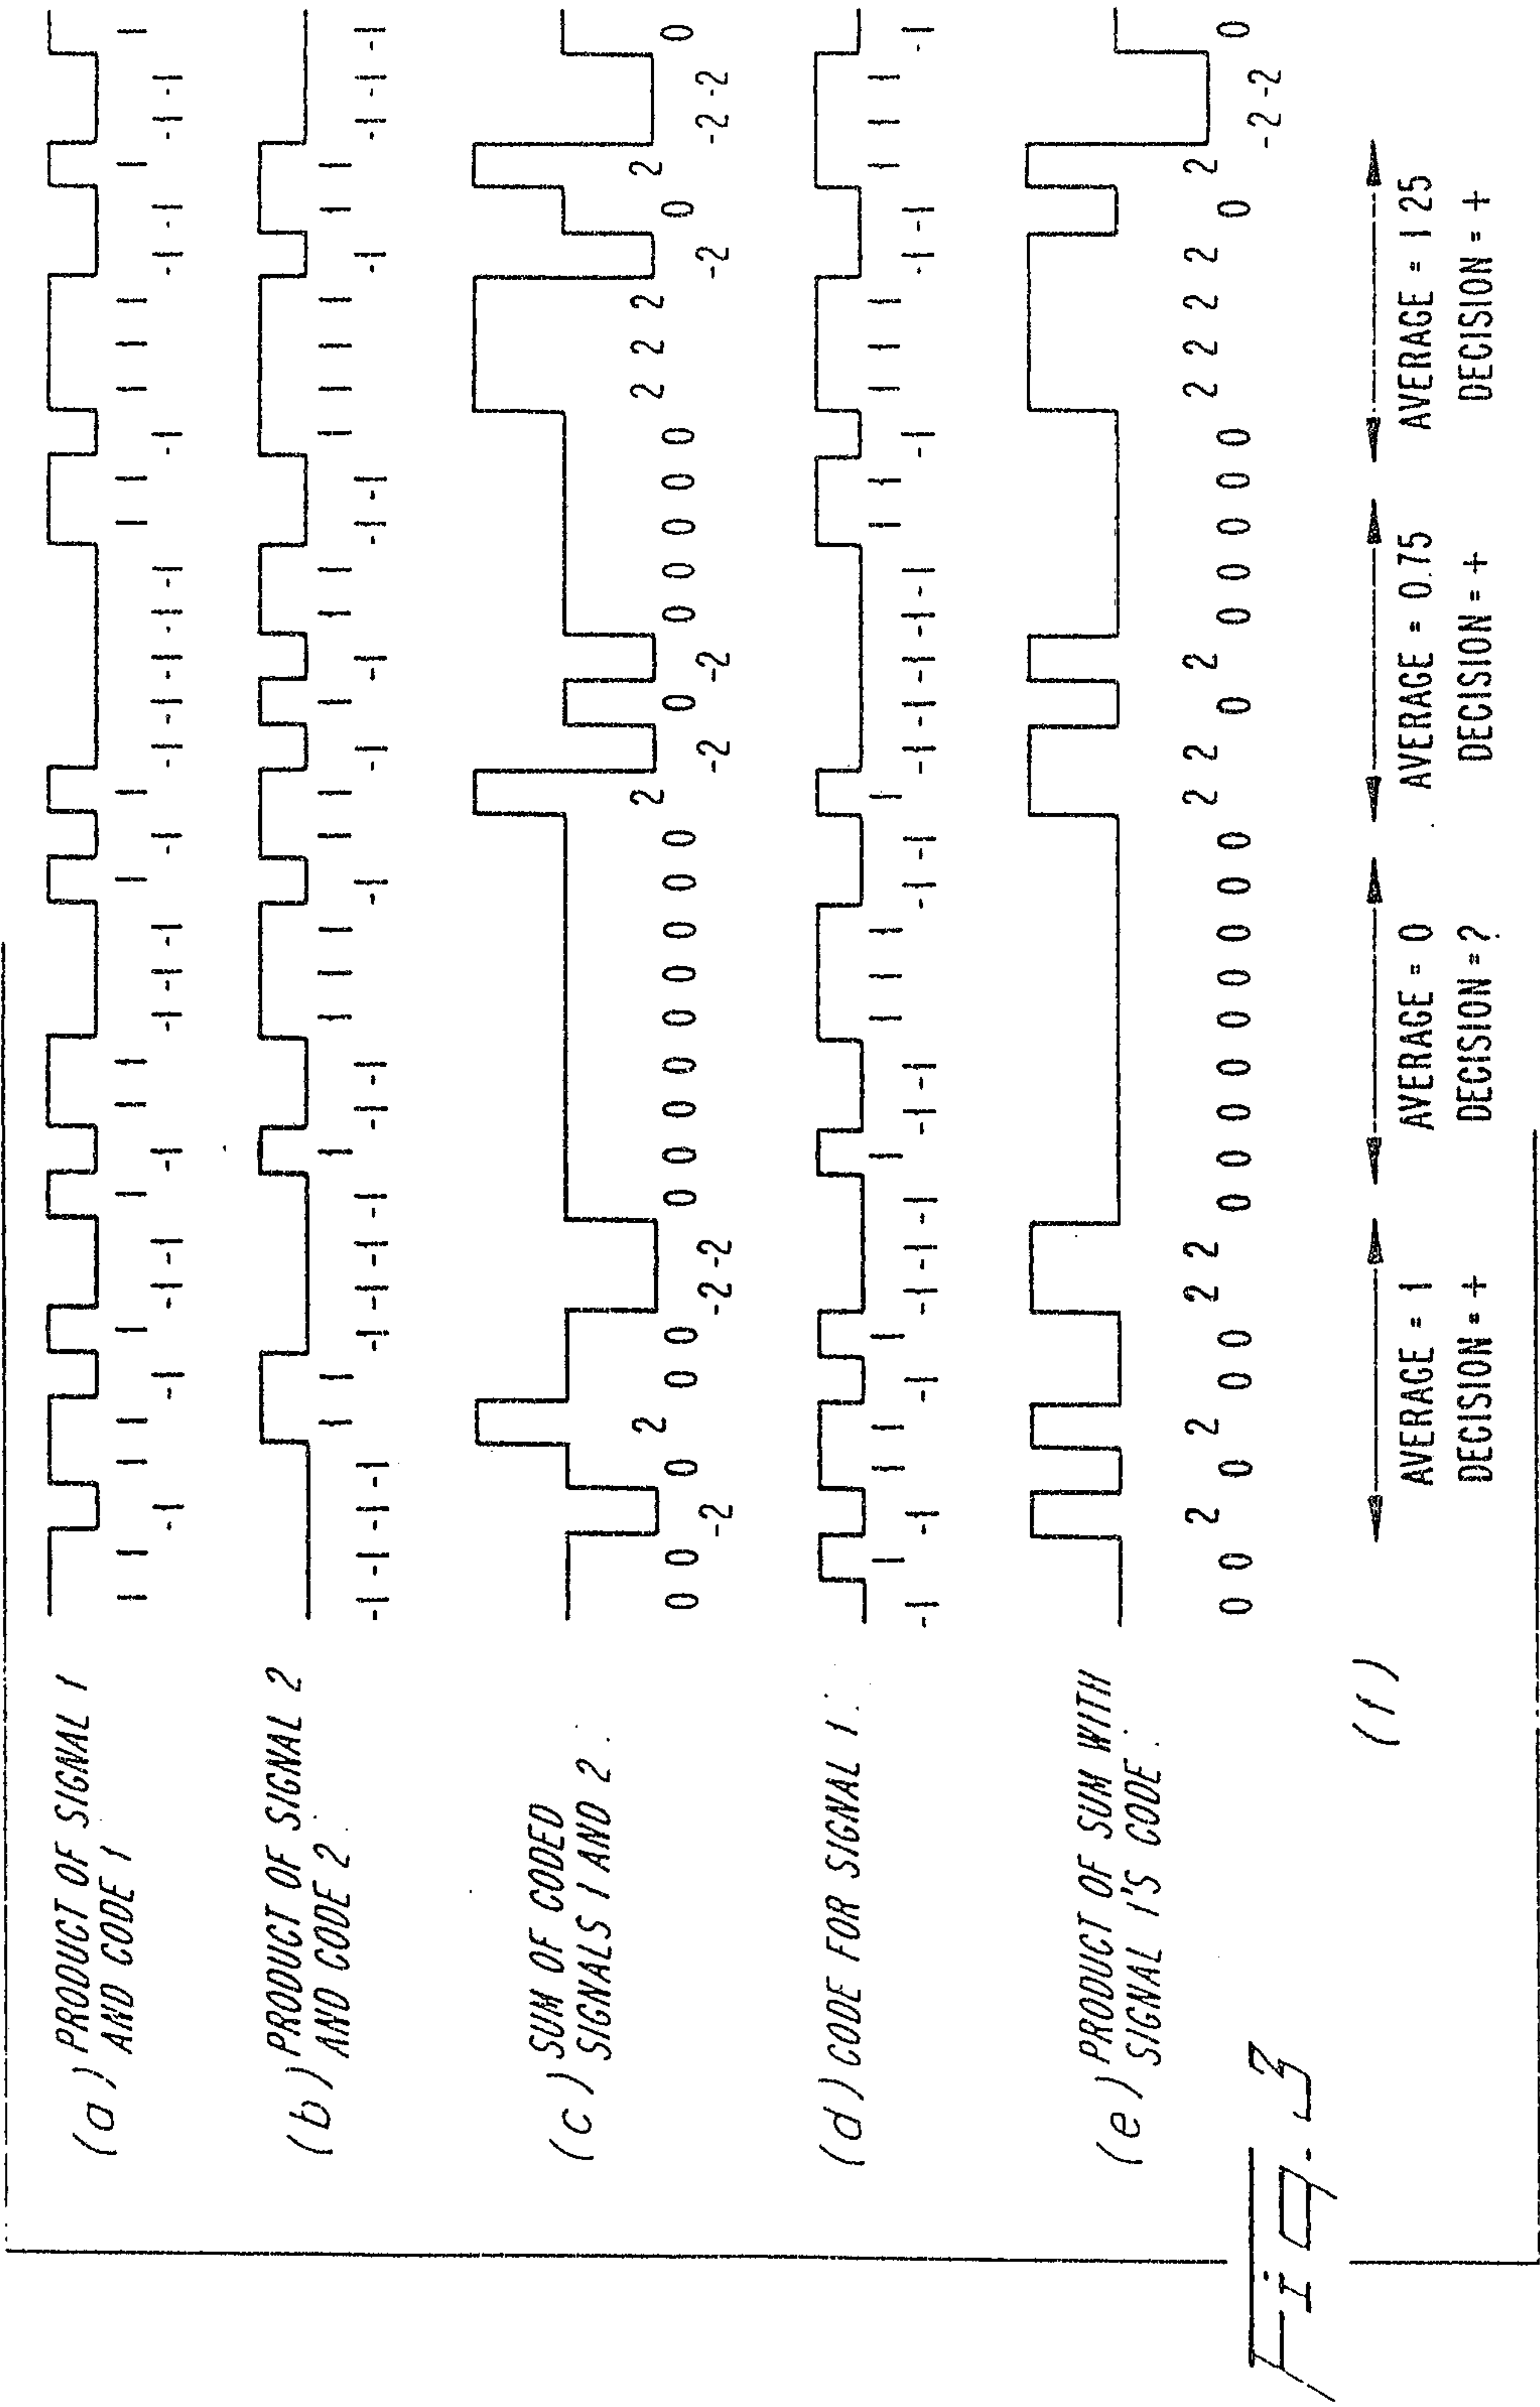 (a) PRODUCT OF SIGNAL 1
AND CODE 1
1 1 -1 1 1 -1 1 -1 -1 1 -1 1 1 -1 -1 -1 1 -1 1 -1 -1 -1 -1 -1 1 1 -1 1 1 1 -1 -1 1 -1 -1 1
(b) PRODUCT OF SIGNAL 2
AND CODE 2.
-1 -1 -1 -1 1 1 -1 -1 -1 -1 1 -1 -1 1 1 1 -1 1 1 -1 1 -1 1 1 -1 -1 1 1 1 1 -1 1 1 -1 -1 -1
(c) SUM OF CODED
SIGNALS 1 AND 2.
0 0 -2 0 2 0 0 -2 -2 0 0 0 0 0 0 0 0 0 2 -2 0 -2 0 0 0 0 0 2 2 2 -2 0 2 -2 -2 0
(d) CODE FOR SIGNAL 1.
-1 1 -1 1 1 -1 1 -1 -1 -1 1 -1 -1 1 1 1 -1 -1 1 -1 -1 -1 -1 -1 1 1 -1 1 1 1 -1 -1 1 1 1 -1
(e) PRODUCT OF SUM WITH
SIGNAL 1'S CODE.
0 0 2 0 2 0 0 2 2 0 0 0 0 0 0 0 0 0 2 2 0 2 0 0 0 0 0 2 2 2 2 0 2 -2 -2 0
(f)
AVERAGE = 1
DECISION = +
AVERAGE = 0
DECISION = ?
AVERAGE = 0.75
DECISION = +
AVERAGE = 1 25
DECISION = +
Fig. 3